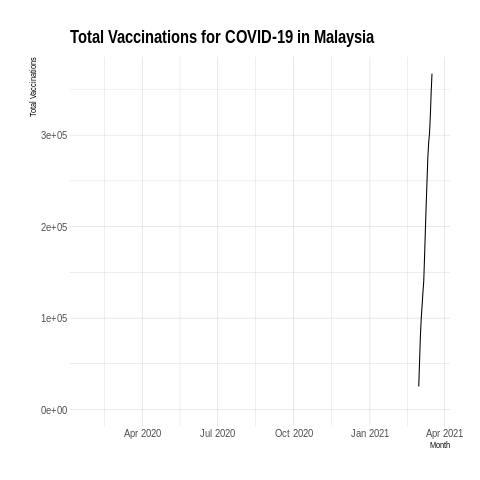 Total Vaccinations for COVID-19 in Malaysia
Total Vaccinations
3e+05
2e+05
1e+05
0e+00
Apr 2020 Jul 2020 Oct 2020 Jan 2021 Apr 2021
Month